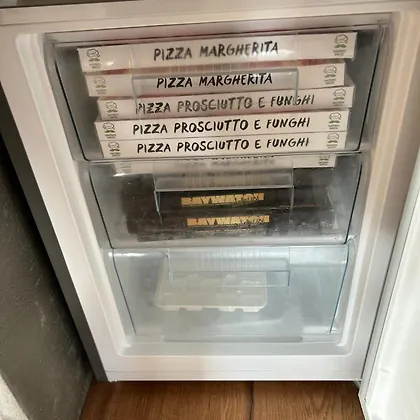 PIZZA MARGHERITA
PIZZA MARGHERITA
PIZZA PROSCIUTTO E FUNGHI
PIZZA PROSCIUTTO E FUNGHI
PIZZA PROSCIUTTO E FUNGHI
BAYWATCH
BAYWATCH